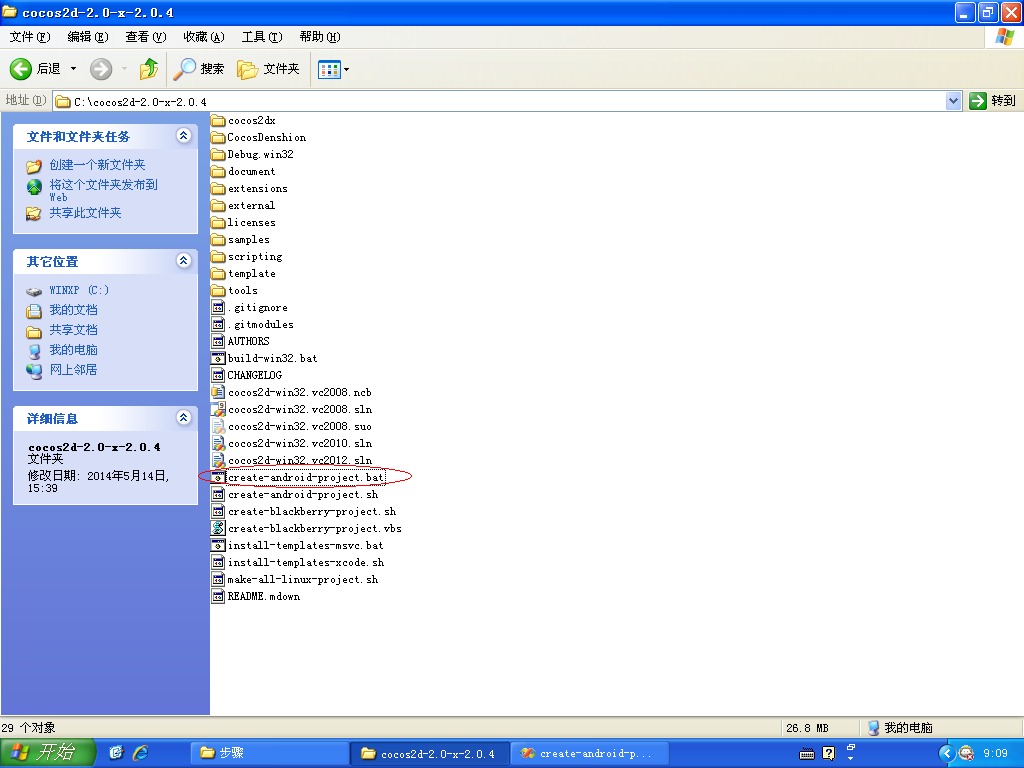 cocos2d-2.0-x-2.0.4
文件(F) 编辑(E) 查看(V) 收藏(A) 工具(T) 帮助(H)
后退 搜索 文件夹
地址(D) C:\cocos2d-2.0-x-2.0.4 转到
文件和文件夹任务
创建一个新文件夹
将这个文件夹发布到
Web
共享此文件夹
其它位置
WINXP (C:)
我的文档
共享文档
我的电脑
网上邻居
详细信息
cocos2d-2.0-x-2.0.4
文件夹
修改日期: 2014年5月14日,
15:39
cocos2dx
CocosDenshion
Debug.win32
document
extensions
external
licenses
samples
scripting
template
tools
.gitignore
.gitmodules
AUTHORS
build-win32.bat
CHANGELOG
cocos2d-win32.vc2008.ncb
cocos2d-win32.vc2008.sln
cocos2d-win32.vc2008.suo
cocos2d-win32.vc2010.sln
cocos2d-win32.vc2012.sln
create-android-project.bat
create-android-project.sh
create-blackberry-project.sh
create-blackberry-project.vbs
install-templates-msvc.bat
install-templates-xcode.sh
make-all-linux-project.sh
README.mdown
29 个对象 26.8 MB 我的电脑
开始 步骤 cocos2d-2.0-x-2.0.4 create-android-p... 9:09